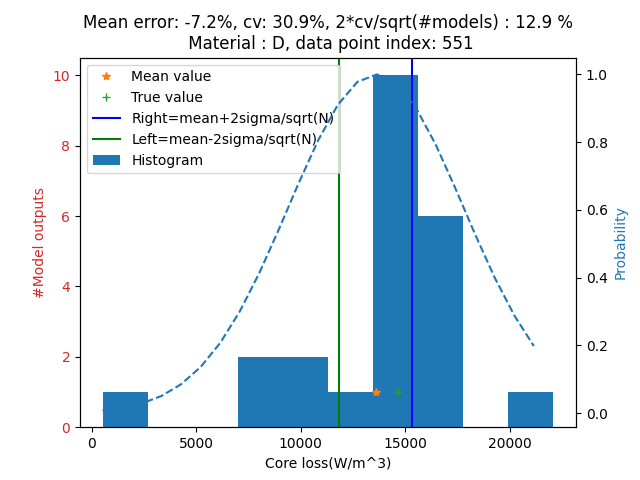 Mean error: -7.2%, cv: 30.9%, 2*cv/sqrt(#models) : 12.9 %
Material : D, data point index: 551
Mean value
True value
Right=mean+2sigma/sqrt(N)
Left=mean-2sigma/sqrt(N)
Histogram
10
8
6
4
2
0
#Model outputs
1.0
0.8
0.6
0.4
0.2
0.0
Probability
0 5000 10000 15000 20000
Core loss(W/m^3)